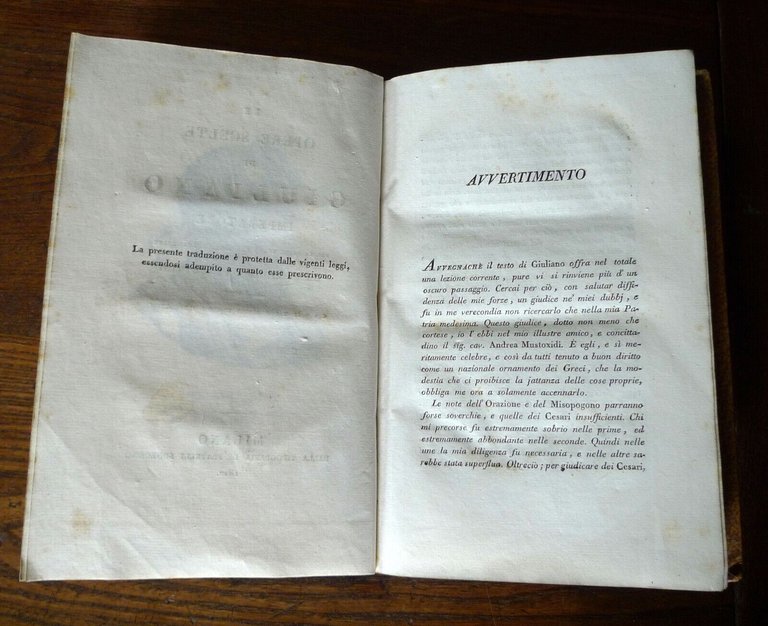 La presente traduzione è protetta dalle vigenti leggi,
essendosi adempito a quanto esse prescrivono.
AVVERTIMENTO
AVVEGNACHÈ il testo di Giuliano offra nel totale
una lezione corrente, pure vi si rinviene più d' un
oscuro passaggio. Cercai per ciò, con salutar diffi-
denza delle mie forze, un giudice ne' miei dubbj, e
fu in me verecondia non ricercarlo che nella mia Pa-
tria medesima. Questo giudice, dotto non meno che
cortese, io l'ebbi nel mio illustre amico, e concitta-
dino il sig. cav. Andrea Mustoxidi. È egli, e sì me-
ritamente celebre, e così da tutti tenuto a buon diritto
come un nazionale ornamento dei Greci, che la mo-
destia che ci proibisce la jattanza delle cose proprie,
obbliga me ora a solamente accennarlo.
Le note dell'Orazione e del Misopogono parranno
forse soverchie, e quelle dei Cesari insufficienti. Chi
mi precorse fu estremamente sobrio nelle prime, ed
estremamente abbondante nelle seconde. Quindi nelle
une la mia diligenza fu necessaria, e nelle altre sa-
rebbe stata superflua. Oltreciò; per giudicare dei Cesari,